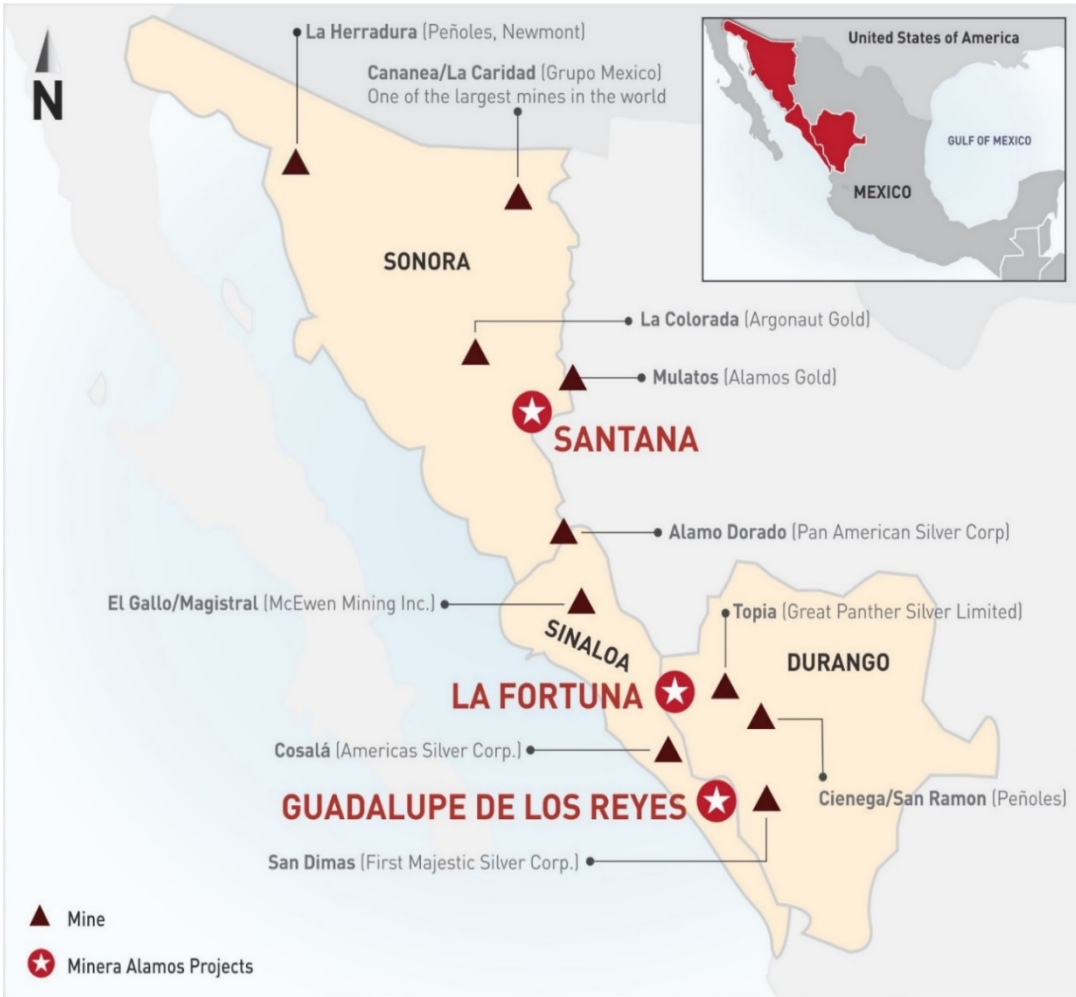 N
La Herradura (Peñoles, Newmont)
Cananea/La Caridad (Grupo Mexico)
One of the largest mines in the world
United States of America
GULF OF MEXICO
MEXICO
SONORA
La Colorada (Argonaut Gold)
Mulatos (Alamos Gold)
SANTANA
Alamo Dorado (Pan American Silver Corp)
El Gallo/Magistral (McEwen Mining Inc.)
Topia (Great Panther Silver Limited)
SINALOA
DURANGO
LA FORTUNA
Cosalá (Americas Silver Corp.)
Cienega/San Ramon (Peñoles)
GUADALUPE DE LOS REYES
San Dimas (First Majestic Silver Corp.)
Mine
Minera Alamos Projects